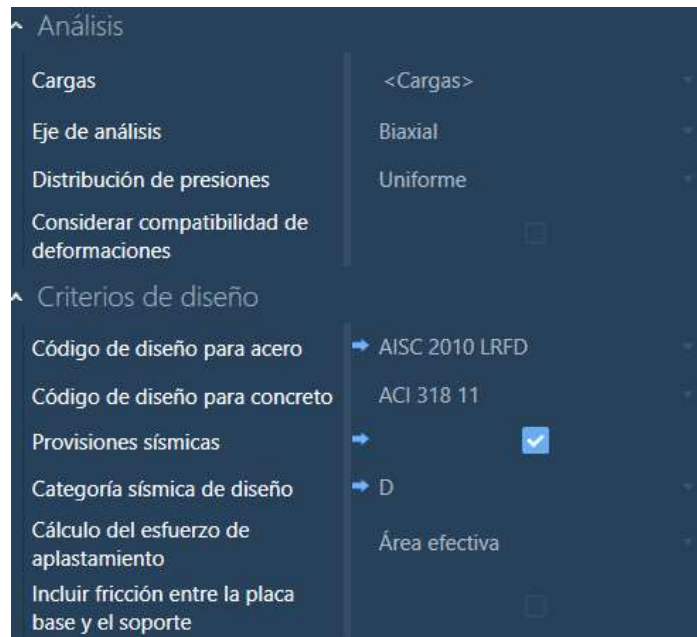 Análisis
Cargas <Cargas>
Eje de análisis Biaxial
Distribución de presiones Uniforme
Considerar compatibilidad de
deformaciones
Criterios de diseño
Código de diseño para acero AISC 2010 LRFD
Código de diseño para concreto ACI 318 11
Provisiones sísmicas
Categoría sísmica de diseño D
Cálculo del esfuerzo de
aplastamiento Área efectiva
Incluir fricción entre la placa
base y el soporte